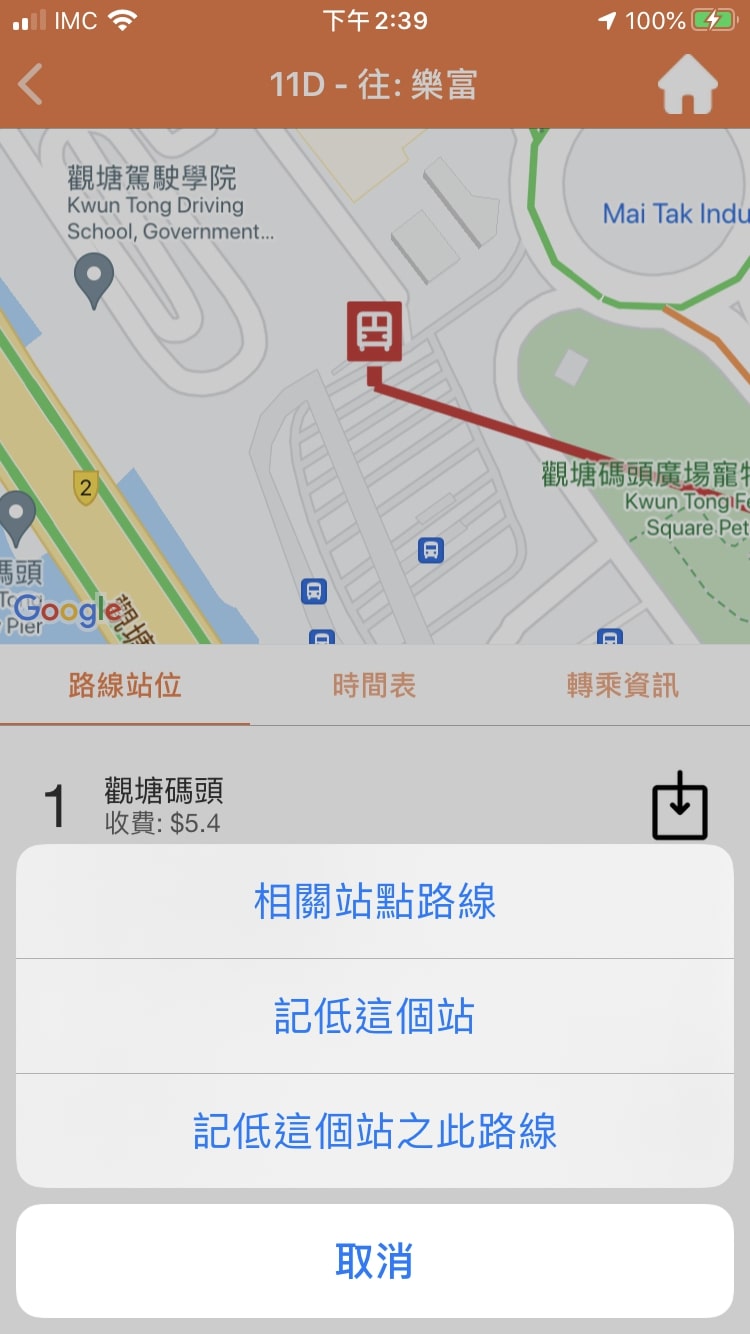 IMC
下午2:39
100%
11D - 往: 樂富
觀塘駕駛學院
Kwun Tong Driving
School, Government...
Mai Tak Indu
2
觀塘碼頭廣場寵物
Kwun Tong Fe
Square Pet
碼頭
Pier
Google
觀塘
路線站位
時間表
轉乘資訊
1
觀塘碼頭
收費: $5.4
相關站點路線
記低這個站
記低這個站之此路線
取消